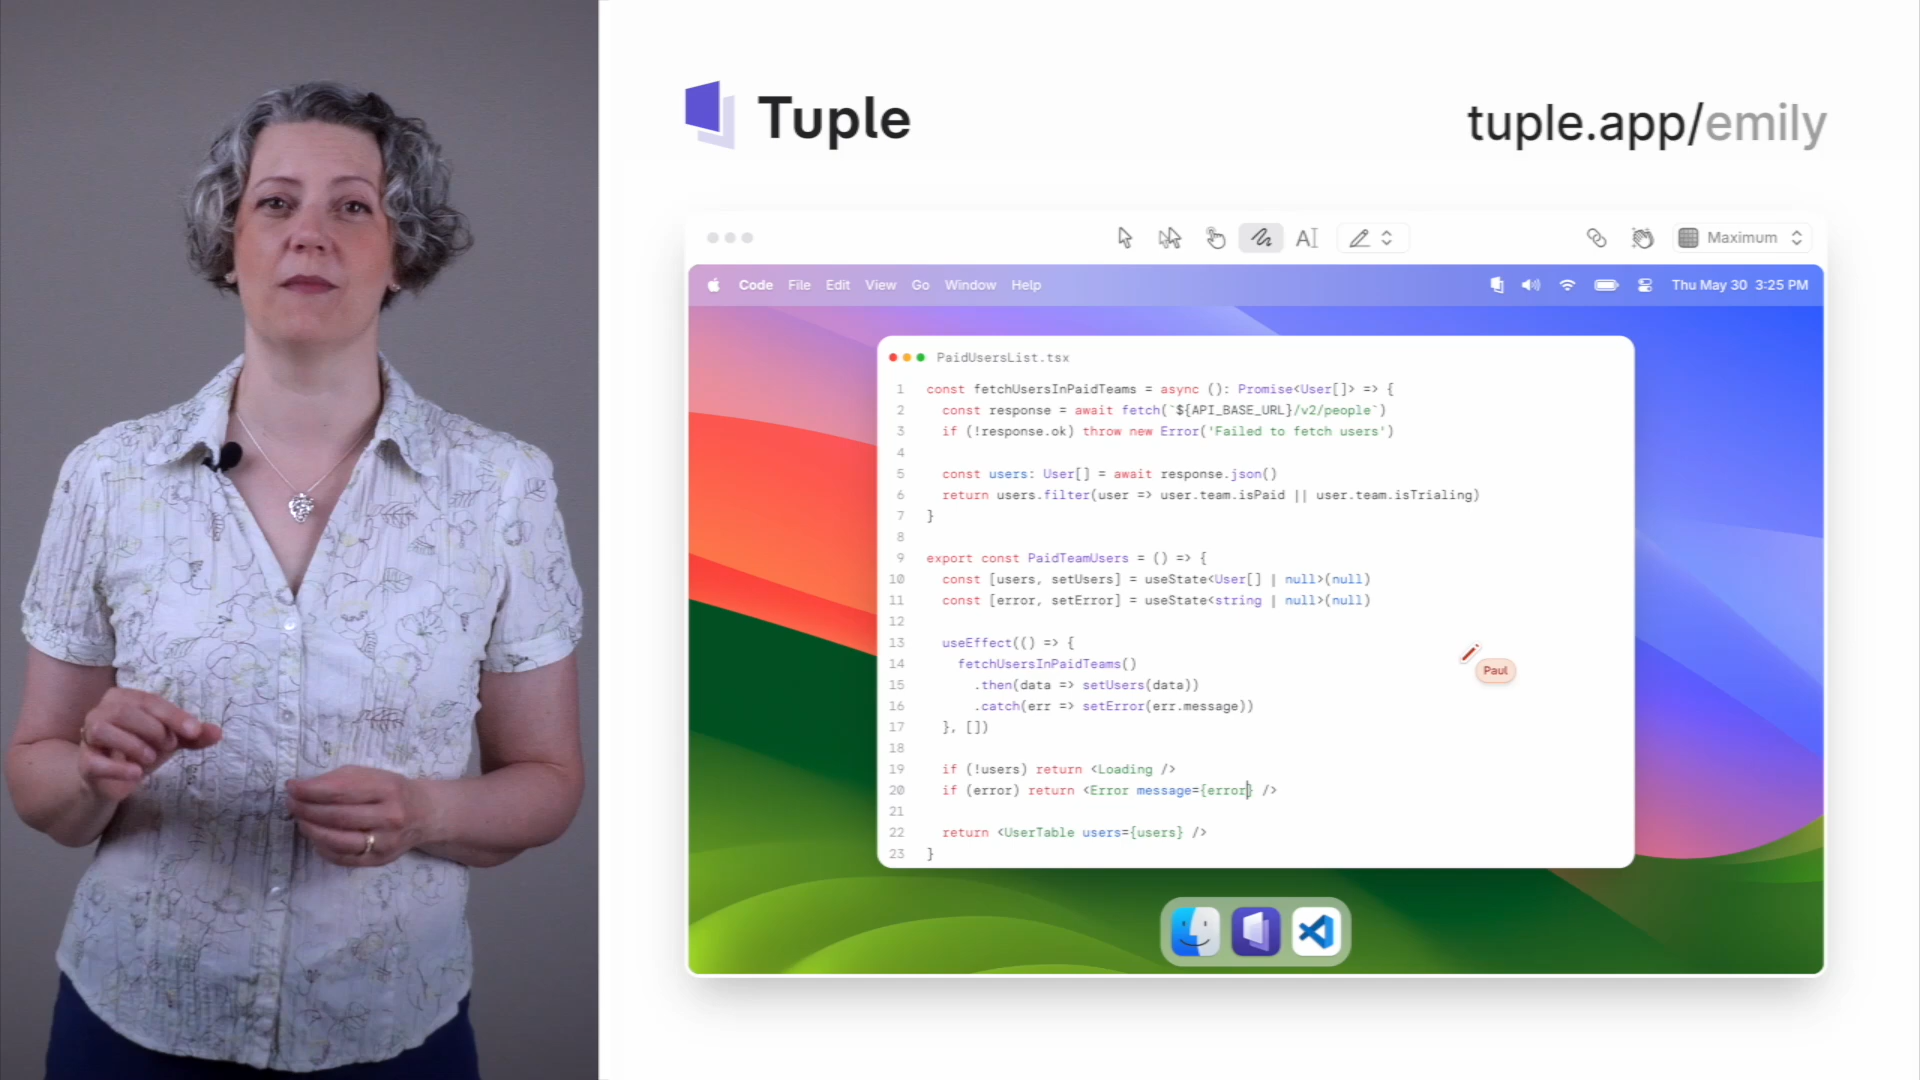 Tuple
tuple.app/emily
Maximum
Code File Edit View Go Window Help
Thu May 30 3:25 PM
PaidUsersList.tsx
1 const fetchUsersInPaidTeams = async (): Promise<User[]> => {
2 const response = await fetch(`${API_BASE_URL}/v2/people`)
3 if (!response.ok) throw new Error('Failed to fetch users')
4
5 const users: User[] = await response.json()
6 return users.filter(user => user.team.isPaid || user.team.isTrialing)
7 }
8
9 export const PaidTeamUsers = () => {
10 const [users, setUsers] = useState<User[] | null>(null)
11 const [error, setError] = useState<string | null>(null)
12
13 useEffect(() => {
14 fetchUsersInPaidTeams()
15 .then(data => setUsers(data))
16 .catch(err => setError(err.message))
17 }, [])
18
19 if (!users) return <Loading />
20 if (error) return <Error message={error} />
21
22 return <UserTable users={users} />
23 }
Paul